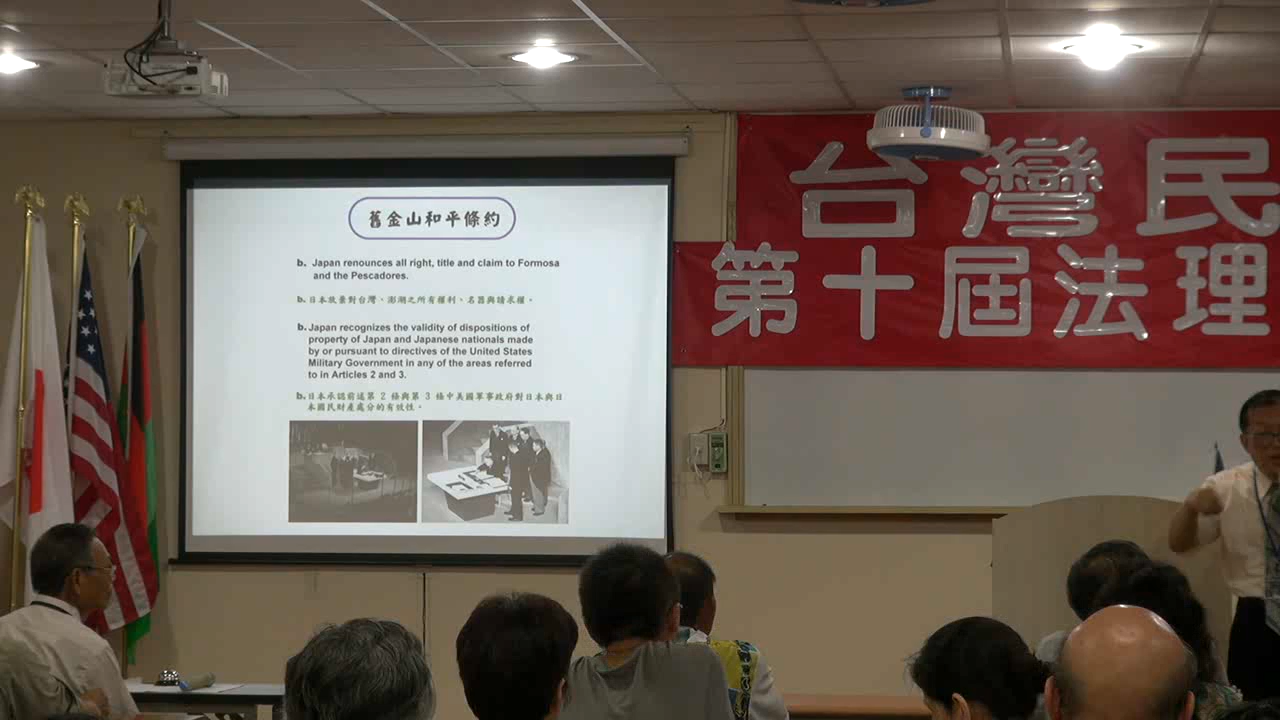 舊金山和平條約
b. Japan renounces all right, title and claim to Formosa
and the Pescadores.
b. 日本放棄對台灣、澎湖之所有權利、名器與請求權。
b. Japan recognizes the validity of dispositions of
property of Japan and Japanese nationals made
by or pursuant to directives of the United States
Military Government in any of the areas referred
to in Articles 2 and 3.
b. 日本承認前述第 2 條與第 3 條中美國軍事政府對日本與日
本國民財產處分的有效性。
台灣民
第十屆法理